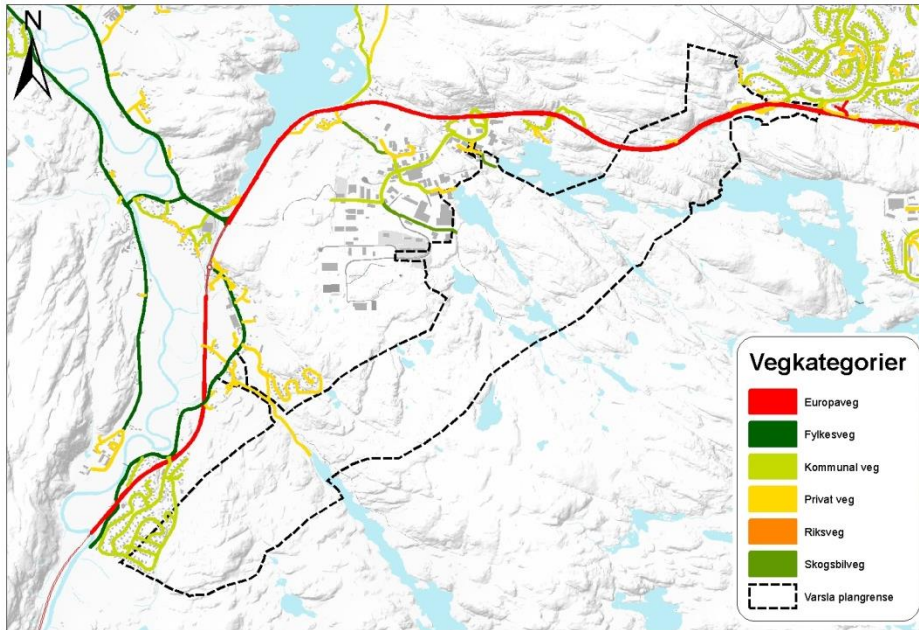 N
Vegkategorier
Europaveg
Fylkesveg
Kommunal veg
Privat veg
Riksveg
Skogsbilveg
Varsla plangrense